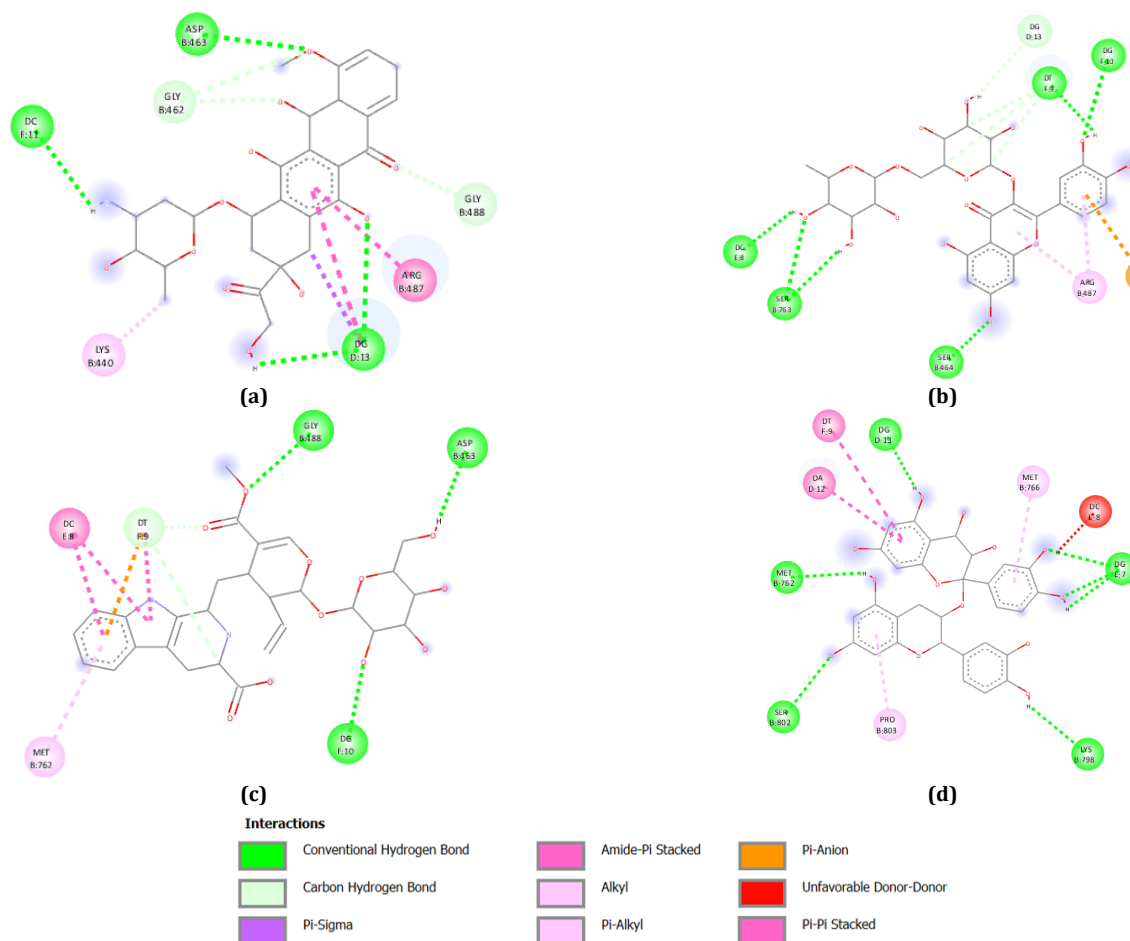 ASP
B:463
GLY
B:462
DC
F:11
GLY
B:488
ARG
B:487
LYS
B:440
DG
D:13
(a)
DG
D:13
DG
F:10
DT
F:9
SER
B:763
ARG
B:487
SER
B:464
(b)
GLY
B:488
ASP
B:463
DC
E:8
DT
F:9
MET
B:762
F:10
(c)
DT
F:9
DG
D:13
DA
D:12
MET
B:766
DC
E:8
MET
B:762
DG
E:7
SER
B:802
PRO
B:803
LYS
B:798
(d)
Interactions
Conventional Hydrogen Bond
Carbon Hydrogen Bond
Pi-Sigma
Amide-Pi Stacked
Alkyl
Pi-Alkyl
Pi-Anion
Unfavorable Donor-Donor
Pi-Pi Stacked